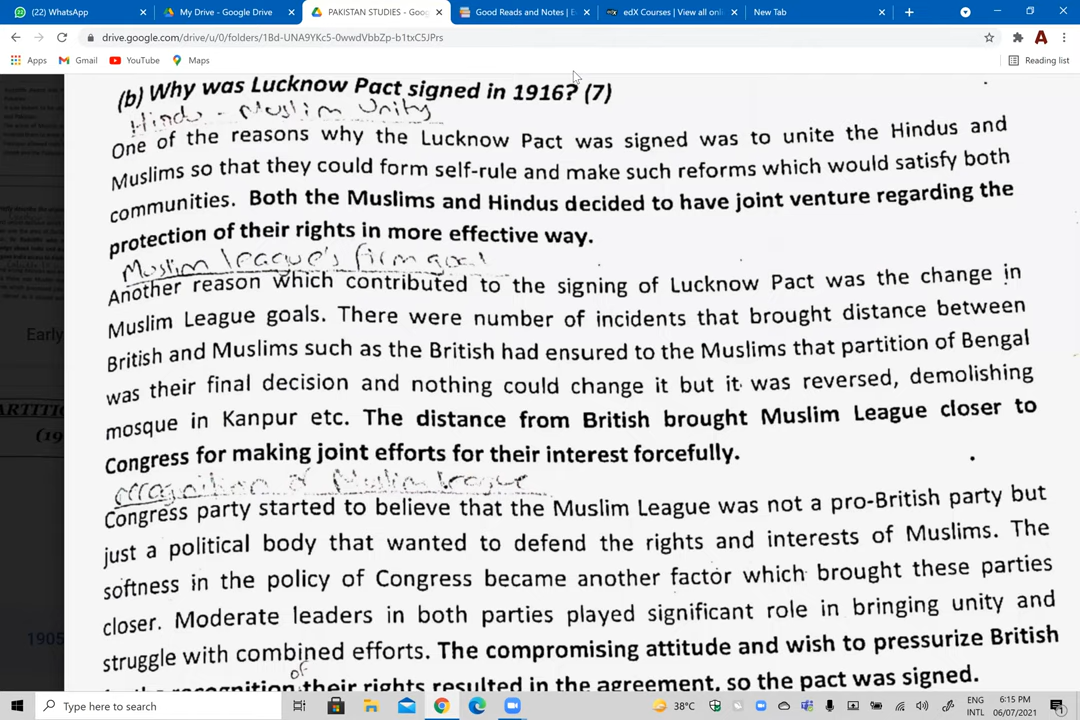 (22) WhatsApp
My Drive - Google Drive
PAKISTAN STUDIES - Goo
Good Reads and Notes | E
edX Courses | View all onli
New Tab
drive.google.com/drive/u/0/folders/1Bd-UNA9YKc5-0wwdVbbZp-b1txC5JPrs
Apps
Gmail
YouTube
Maps
Reading list
(b) Why was Lucknow Pact signed in 1916? (7)
Hindu - Muslim Unity
One of the reasons why the Lucknow Pact was signed was to unite the Hindus and
Muslims so that they could form self-rule and make such reforms which would satisfy both
communities. Both the Muslims and Hindus decided to have joint venture regarding the
protection of their rights in more effective way.
Muslim league's firm goal
Another reason which contributed to the signing of Lucknow Pact was the change in
Muslim League goals. There were number of incidents that brought distance between
British and Muslims such as the British had ensured to the Muslims that partition of Bengal
was their final decision and nothing could change it but it was reversed, demolishing
mosque in Kanpur etc. The distance from British brought Muslim League closer to
Congress for making joint efforts for their interest forcefully.
of Muslim league
Congress party started to believe that the Muslim League was not a pro-British party but
just a political body that wanted to defend the rights and interests of Muslims. The
softness in the policy of Congress became another factor which brought these parties
closer. Moderate leaders in both parties played significant role in bringing unity and
struggle with combined efforts. The compromising attitude and wish to pressurize British
of
their rights resulted in the agreement, so the pact was signed.
Early
ARTITIO
(19
1905
Type here to search
38°C
ENG
INTL
6:15 PM
06/07/2021